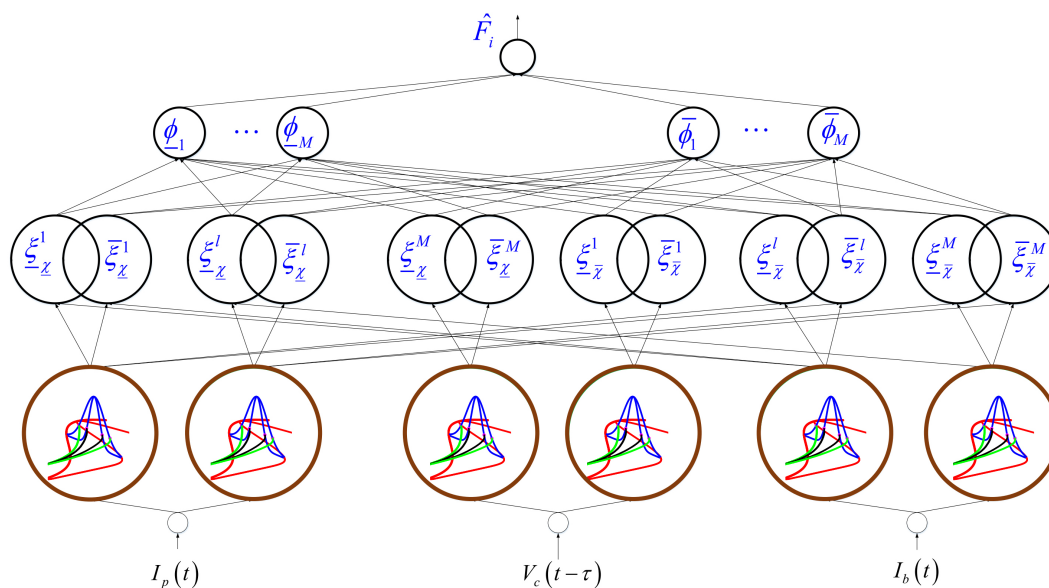 F̂ᵢ
ϕ̲₁ ⋯ ϕ̲_M ϕ̅₁ ⋯ ϕ̅_M
ξ̲¹_χ̲ ξ̅¹_χ̲ ξ̲ˡ_χ̲ ξ̅ˡ_χ̲ ξ̲ᴹ_χ̲ ξ̅ᴹ_χ̲ ξ̲¹_χ̅ ξ̅¹_χ̅ ξ̲ˡ_χ̅ ξ̅ˡ_χ̅ ξ̲ᴹ_χ̅ ξ̅ᴹ_χ̅
I_p(t) V_c(t−τ) I_b(t)